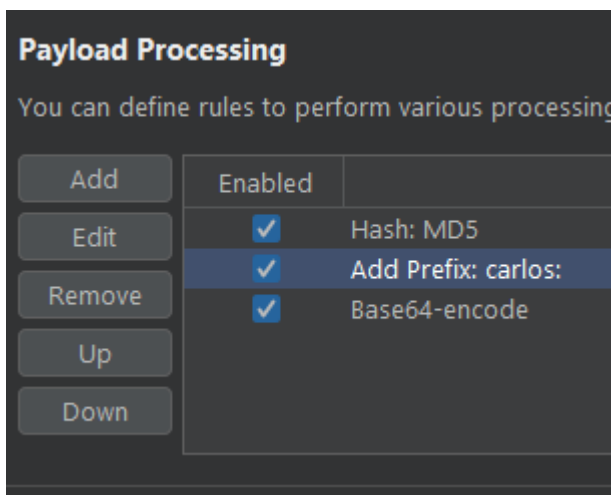 Payload Processing
You can define rules to perform various processing
Add
Enabled
Edit
Hash: MD5
Add Prefix: carlos:
Remove
Base64-encode
Up
Down